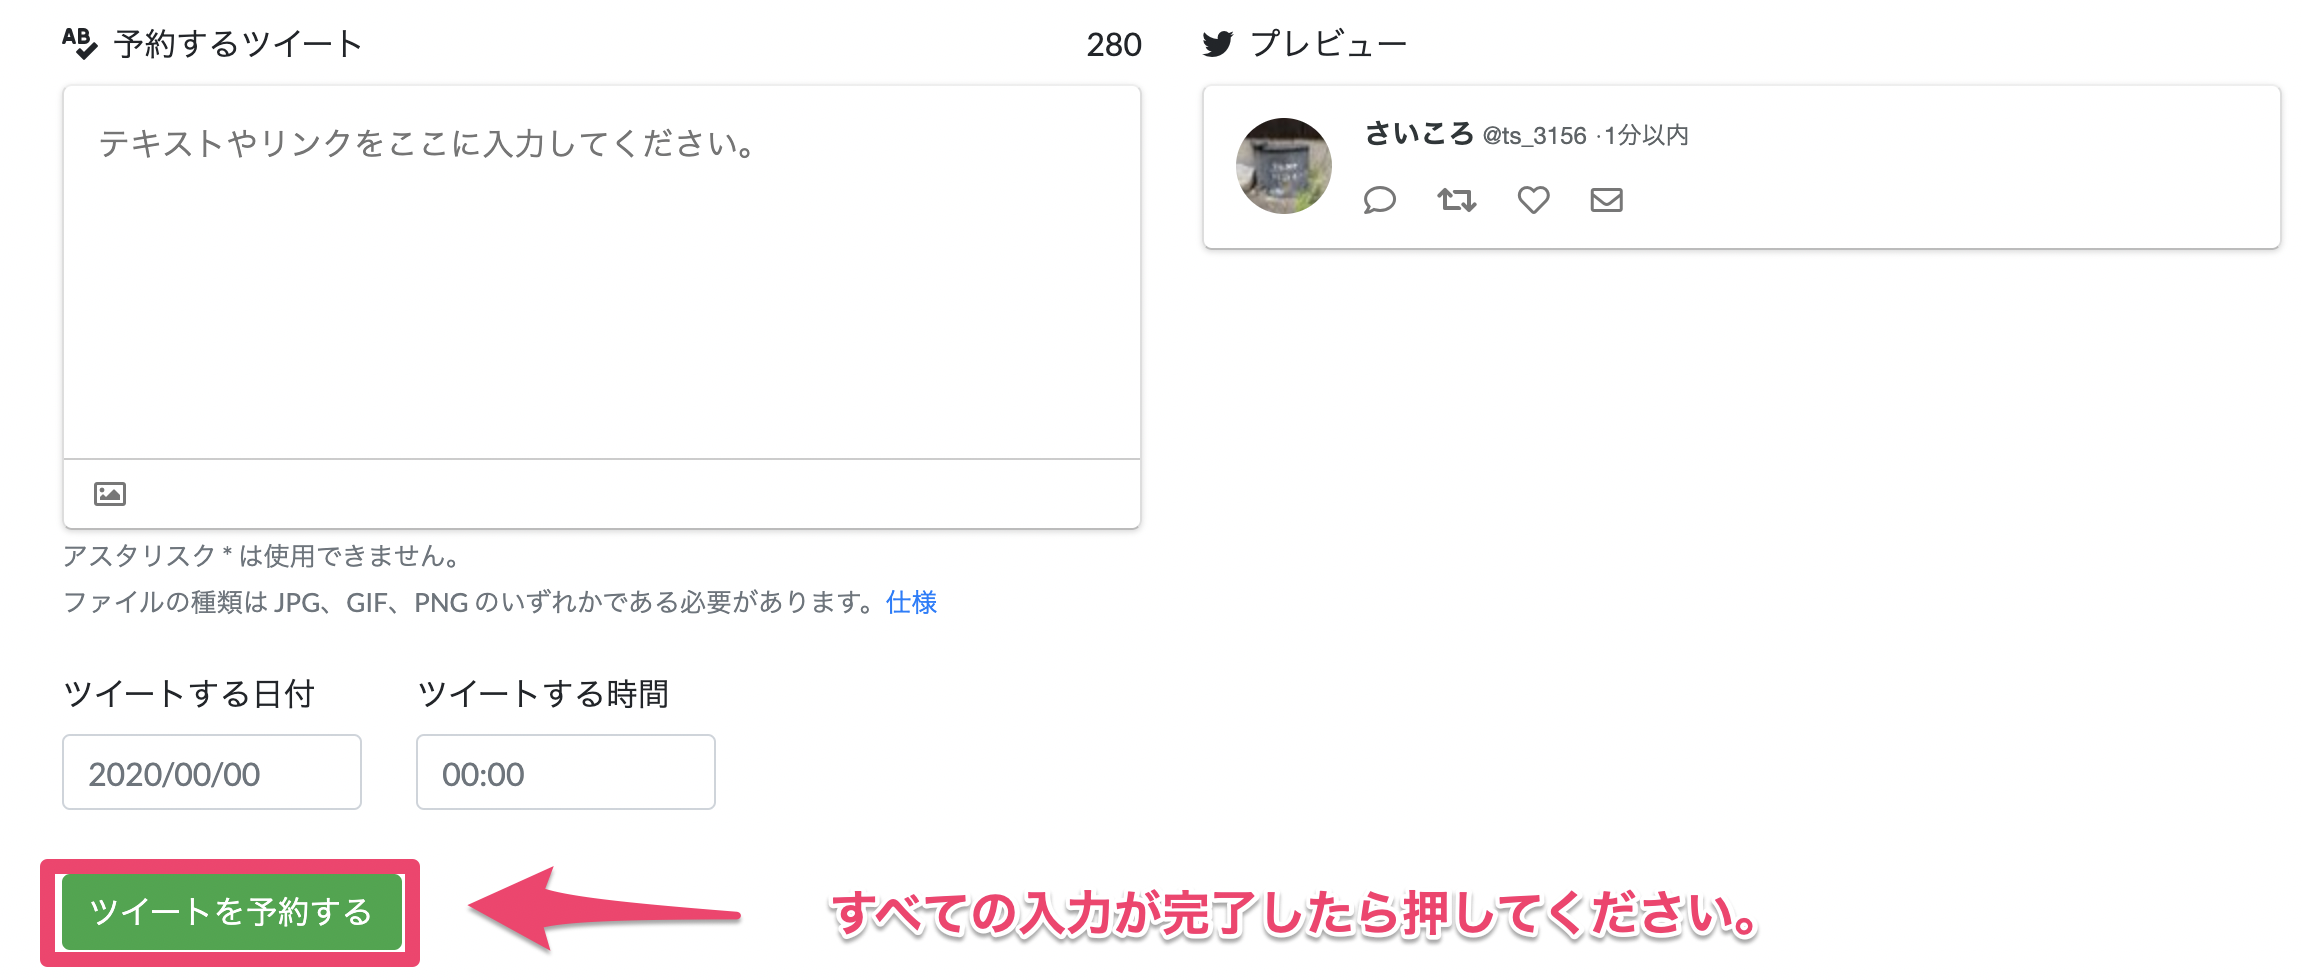 予約するツイート
280
テキストやリンクをここに入力してください。
アスタリスク * は使用できません。
ファイルの種類は JPG、GIF、PNG のいずれかである必要があります。仕様
ツイートする日付
ツイートする時間
2020/00/00
00:00
ツイートを予約する
すべての入力が完了したら押してください。
プレビュー
さいころ @ts_3156 · 1分以内